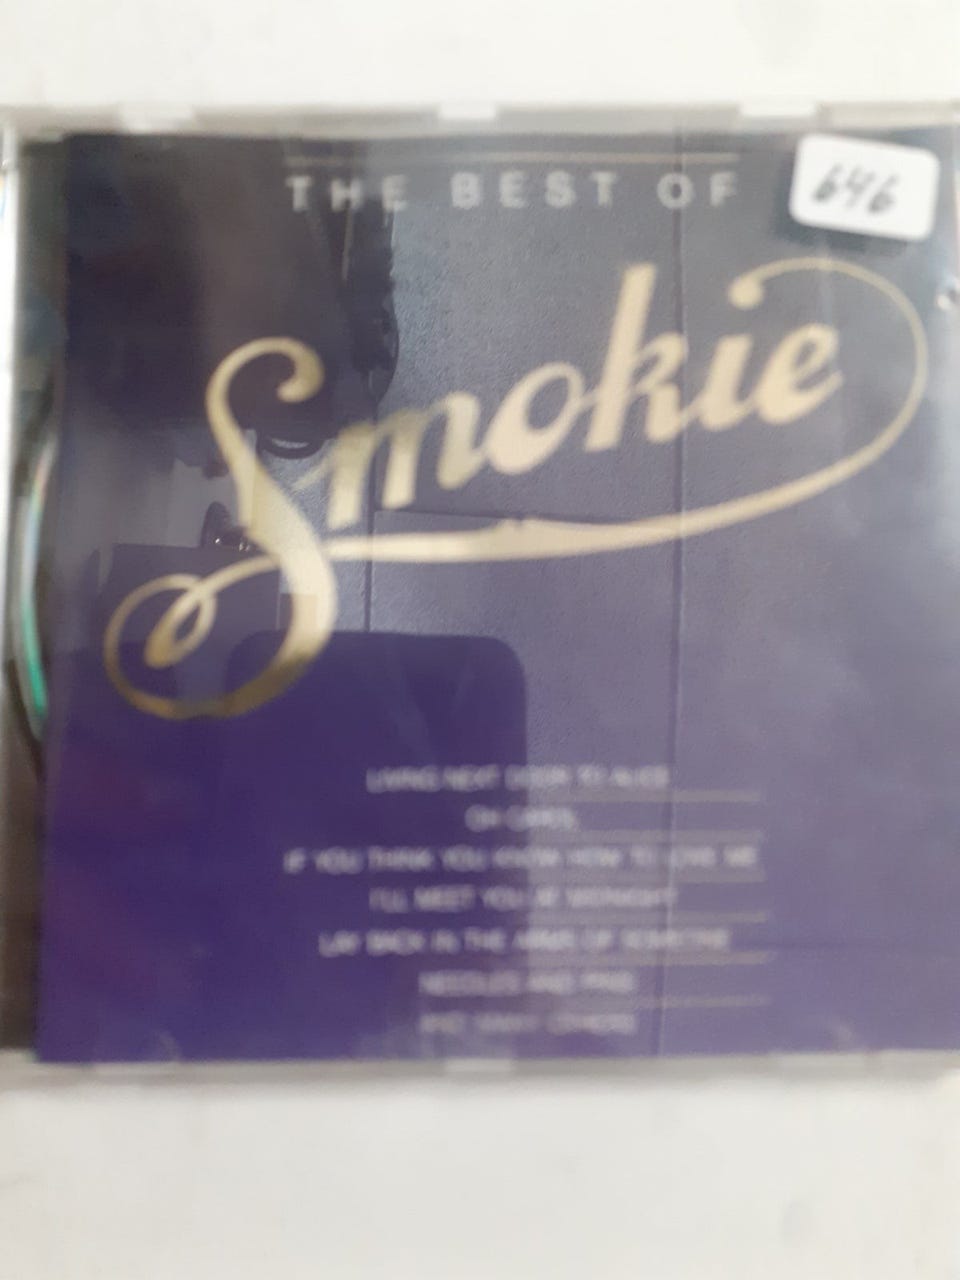 THE BEST OF
646
Smokie
LIVING NEXT DOOR TO ALICE
OH CAROL
IF YOU THINK YOU KNOW HOW TO LOVE ME
I'LL MEET YOU AT MIDNIGHT
LAY BACK IN THE ARMS OF SOMEONE
NEEDLES AND PINS
AND MANY OTHERS